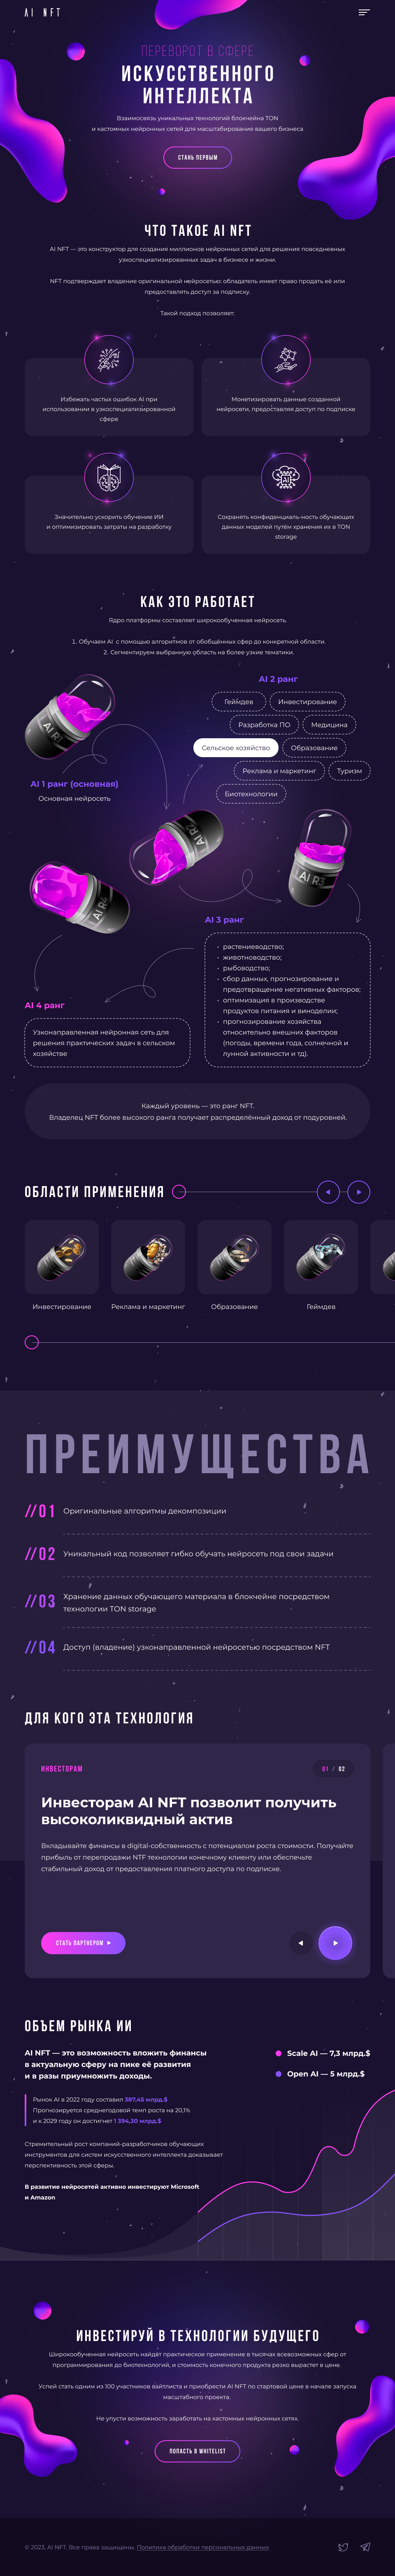 AI NFT
ПЕРЕВОРОТ В СФЕРЕ
ИСКУССТВЕННОГО
ИНТЕЛЛЕКТА
Взаимосвязь уникальных технологий блокчейна TON
и кастомных нейронных сетей для масштабирования вашего бизнеса
СТАНЬ ПЕРВЫМ
ЧТО ТАКОЕ AI NFT
AI NFT — это конструктор для создания миллионов нейронных сетей для решения повседневных
узкоспециализированных задач в бизнесе и жизни.
NFT подтверждает владение оригинальной нейросетью: обладатель имеет право продать её или
предоставлять доступ за подписку.
Такой подход позволяет:
Избежать частых ошибок AI при
использовании в узкоспециализированной
сфере
Монетизировать данные созданной
нейросети, предоставляя доступ по подписке
AI
Значительно ускорить обучение ИИ
и оптимизировать затраты на разработку
Сохранять конфиденциаль-ность обучающих
данных моделей путём хранения их в TON
storage
КАК ЭТО РАБОТАЕТ
Ядро платформы составляет широкообученная нейросеть.
1. Обучаем AI с помощью алгоритмов от обобщённых сфер до конкретной области.
2. Сегментируем выбранную область на более узкие тематики.
AI 2 ранг
Геймдев
Инвестирование
Разработка ПО
Медицина
Сельское хозяйство
Образование
Реклама и маркетинг
Туризм
Биотехнологии
AI R1
AI 1 ранг (основная)
Основная нейросеть
AI R2
AI R3
AI R4
AI 3 ранг
растениеводство;
животноводство;
рыбоводство;
сбор данных, прогнозирование и
предотвращение негативных факторов;
оптимизация в производстве
продуктов питания и виноделии;
прогнозирование хозяйства
относительно внешних факторов
(погоды, времени года, солнечной и
лунной активности и тд).
AI 4 ранг
Узконаправленная нейронная сеть для
решения практических задач в сельском
хозяйстве
Каждый уровень — это ранг NFT.
Владелец NFT более высокого ранга получает распределённый доход от подуровней.
ОБЛАСТИ ПРИМЕНЕНИЯ
Инвестирование
Реклама и маркетинг
Образование
Геймдев
ПРЕИМУЩЕСТВА
//01 Оригинальные алгоритмы декомпозиции
//02 Уникальный код позволяет гибко обучать нейросеть под свои задачи
//03 Хранение данных обучающего материала в блокчейне посредством
технологии TON storage
//04 Доступ (владение) узконаправленной нейросетью посредством NFT
ДЛЯ КОГО ЭТА ТЕХНОЛОГИЯ
ИНВЕСТОРАМ
01 / 02
Инвесторам AI NFT позволит получить
высоколиквидный актив
Вкладывайте финансы в digital-собственность с потенциалом роста стоимости. Получайте
прибыль от перепродажи NTF технологии конечному клиенту или обеспечьте
стабильный доход от предоставления платного доступа по подписке.
СТАТЬ ПАРТНЕРОМ
ОБЪЕМ РЫНКА ИИ
AI NFT — это возможность вложить финансы
в актуальную сферу на пике её развития
и в разы приумножить доходы.
Scale AI — 7,3 млрд.$
Open AI — 5 млрд.$
Рынок AI в 2022 году составил 387,45 млрд.$
Прогнозируется среднегодовой темп роста на 20,1%
и к 2029 году он достигнет 1 394,30 млрд.$
Стремительный рост компаний-разработчиков обучающих
инструментов для систем искусственного интеллекта доказывает
перспективность этой сферы.
В развитие нейросетей активно инвестируют Microsoft
и Amazon
ИНВЕСТИРУЙ В ТЕХНОЛОГИИ БУДУЩЕГО
Широкообученная нейросеть найдёт практическое применение в тысячах всевозможных сфер от
программирования до биотехнологий, и стоимость конечного продукта резко вырастет в цене.
Успей стать одним из 100 участников вайтлиста и приобрести AI NFT по стартовой цене в начале запуска
масштабного проекта.
Не упусти возможность заработать на кастомных нейронных сетях.
ПОПАСТЬ В WHITELIST
© 2023, AI NFT. Все права защищены. Политика обработки персональных данных